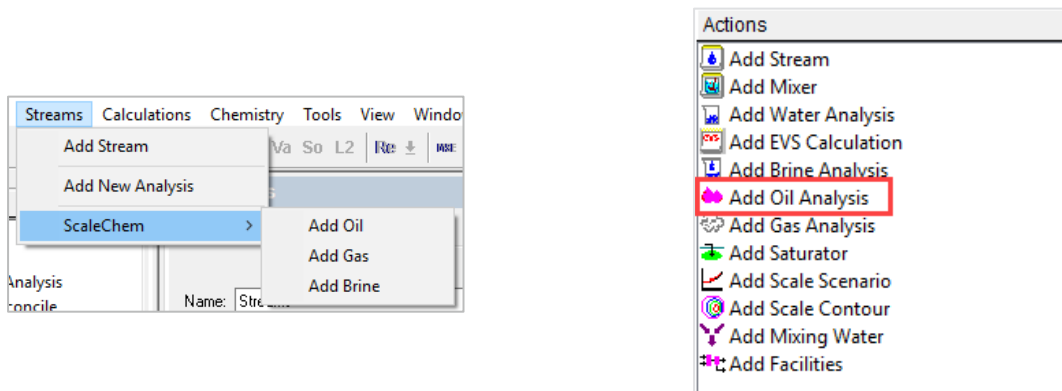 Streams Calculations Chemistry Tools View Windo
Add Stream
Va So L2 Re
Add New Analysis
ScaleChem >
Add Oil
Add Gas
Add Brine
Analysis
Name: Stre
Actions
Add Stream
Add Mixer
Add Water Analysis
Add EVS Calculation
Add Brine Analysis
Add Oil Analysis
Add Gas Analysis
Add Saturator
Add Scale Scenario
Add Scale Contour
Add Mixing Water
Add Facilities